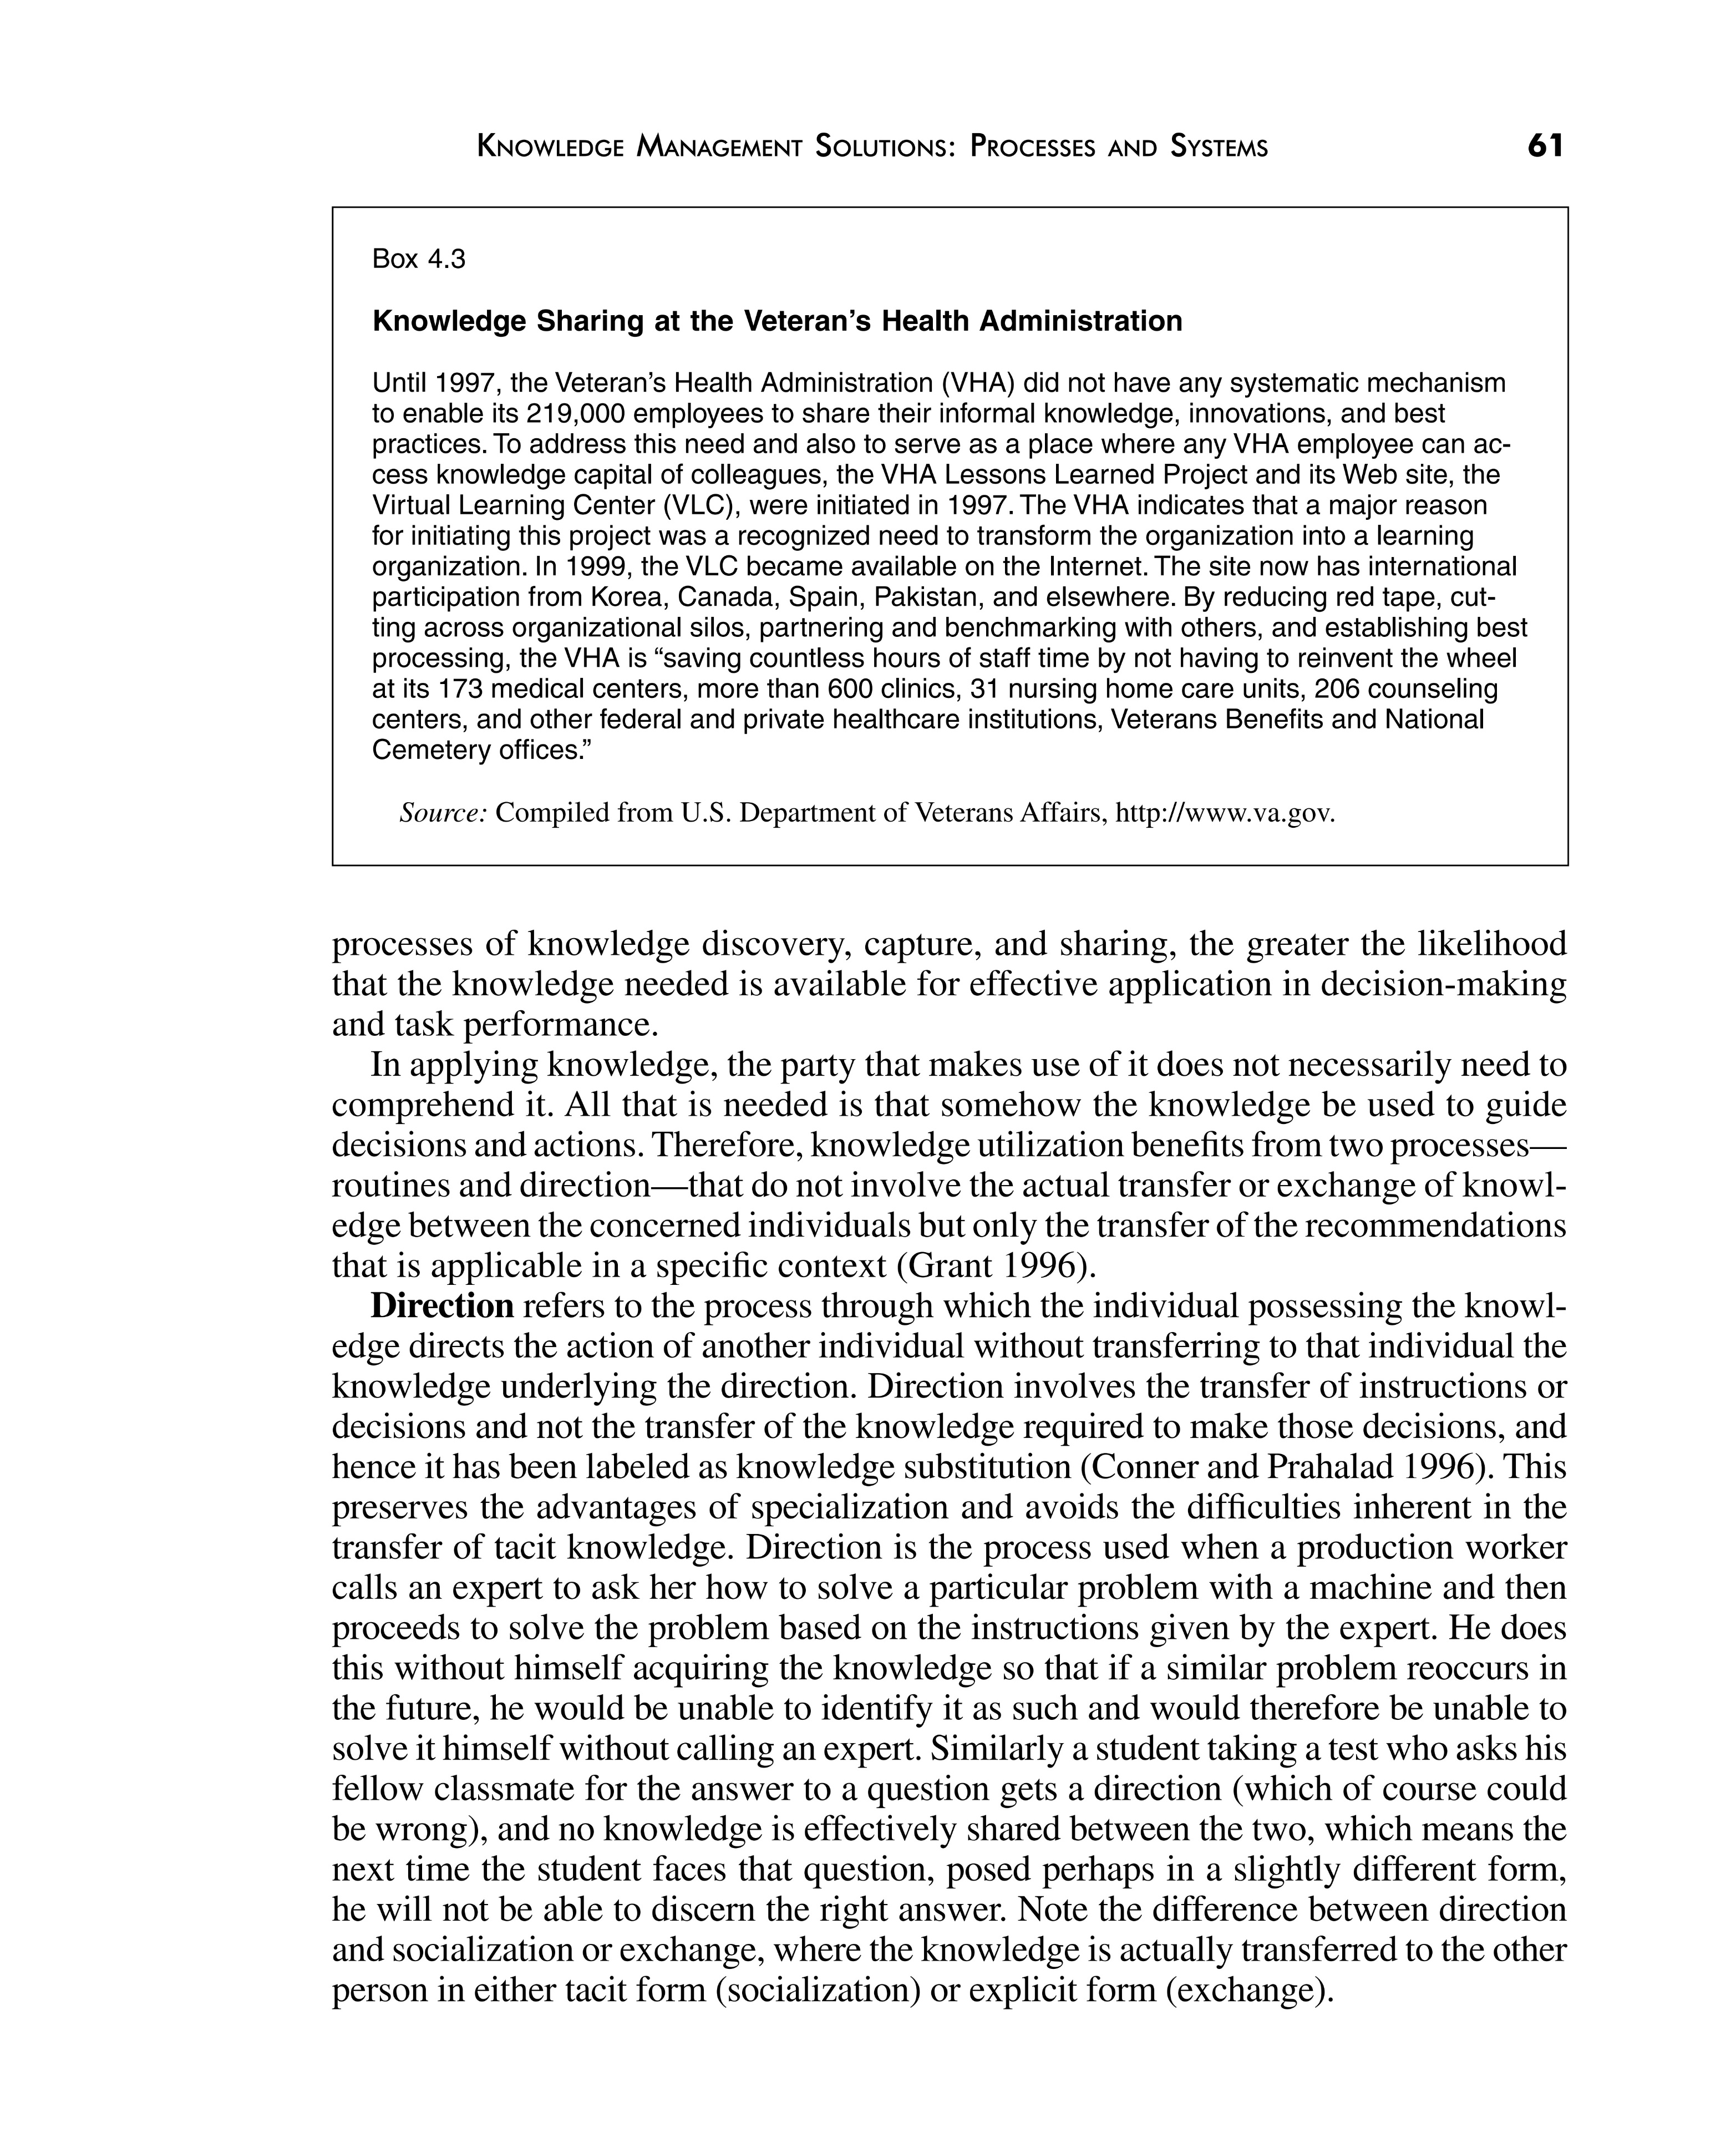 Knowledge Management Solutions: Processes and Systems 61
Box 4.3
Knowledge Sharing at the Veteran’s Health Administration
Until 1997, the Veteran’s Health Administration (VHA) did not have any systematic mechanism
to enable its 219,000 employees to share their informal knowledge, innovations, and best
practices. To address this need and also to serve as a place where any VHA employee can ac-
cess knowledge capital of colleagues, the VHA Lessons Learned Project and its Web site, the
Virtual Learning Center (VLC), were initiated in 1997. The VHA indicates that a major reason
for initiating this project was a recognized need to transform the organization into a learning
organization. In 1999, the VLC became available on the Internet. The site now has international
participation from Korea, Canada, Spain, Pakistan, and elsewhere. By reducing red tape, cut-
ting across organizational silos, partnering and benchmarking with others, and establishing best
processing, the VHA is “saving countless hours of staff time by not having to reinvent the wheel
at its 173 medical centers, more than 600 clinics, 31 nursing home care units, 206 counseling
centers, and other federal and private healthcare institutions, Veterans Benefits and National
Cemetery offices.”
Source: Compiled from U.S. Department of Veterans Affairs, http://www.va.gov.
processes of knowledge discovery, capture, and sharing, the greater the likelihood
that the knowledge needed is available for effective application in decision-making
and task performance.
In applying knowledge, the party that makes use of it does not necessarily need to
comprehend it. All that is needed is that somehow the knowledge be used to guide
decisions and actions. Therefore, knowledge utilization benefits from two processes—
routines and direction—that do not involve the actual transfer or exchange of knowl-
edge between the concerned individuals but only the transfer of the recommendations
that is applicable in a specific context (Grant 1996).
Direction refers to the process through which the individual possessing the knowl-
edge directs the action of another individual without transferring to that individual the
knowledge underlying the direction. Direction involves the transfer of instructions or
decisions and not the transfer of the knowledge required to make those decisions, and
hence it has been labeled as knowledge substitution (Conner and Prahalad 1996). This
preserves the advantages of specialization and avoids the difficulties inherent in the
transfer of tacit knowledge. Direction is the process used when a production worker
calls an expert to ask her how to solve a particular problem with a machine and then
proceeds to solve the problem based on the instructions given by the expert. He does
this without himself acquiring the knowledge so that if a similar problem reoccurs in
the future, he would be unable to identify it as such and would therefore be unable to
solve it himself without calling an expert. Similarly a student taking a test who asks his
fellow classmate for the answer to a question gets a direction (which of course could
be wrong), and no knowledge is effectively shared between the two, which means the
next time the student faces that question, posed perhaps in a slightly different form,
he will not be able to discern the right answer. Note the difference between direction
and socialization or exchange, where the knowledge is actually transferred to the other
person in either tacit form (socialization) or explicit form (exchange).